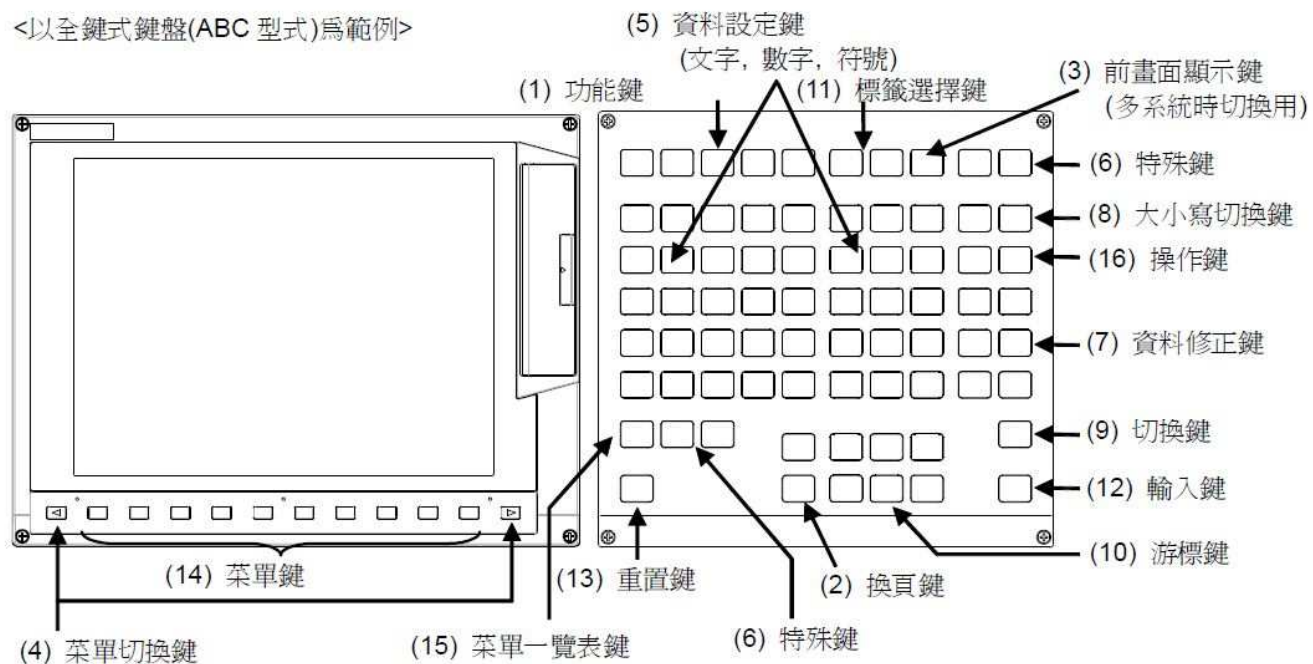 <以全鍵式鍵盤(ABC 型式)爲範例>
(5) 資料設定鍵
(文字, 數字, 符號)
(1) 功能鍵
(11) 標籤選擇鍵
(3) 前畫面顯示鍵
(多系統時切換用)
(6) 特殊鍵
(8) 大小寫切換鍵
(16) 操作鍵
(7) 資料修正鍵
(9) 切換鍵
(12) 輸入鍵
(10) 游標鍵
(14) 菜單鍵
(13) 重置鍵
(2) 換頁鍵
(4) 菜單切換鍵
(15) 菜單一覽表鍵
(6) 特殊鍵